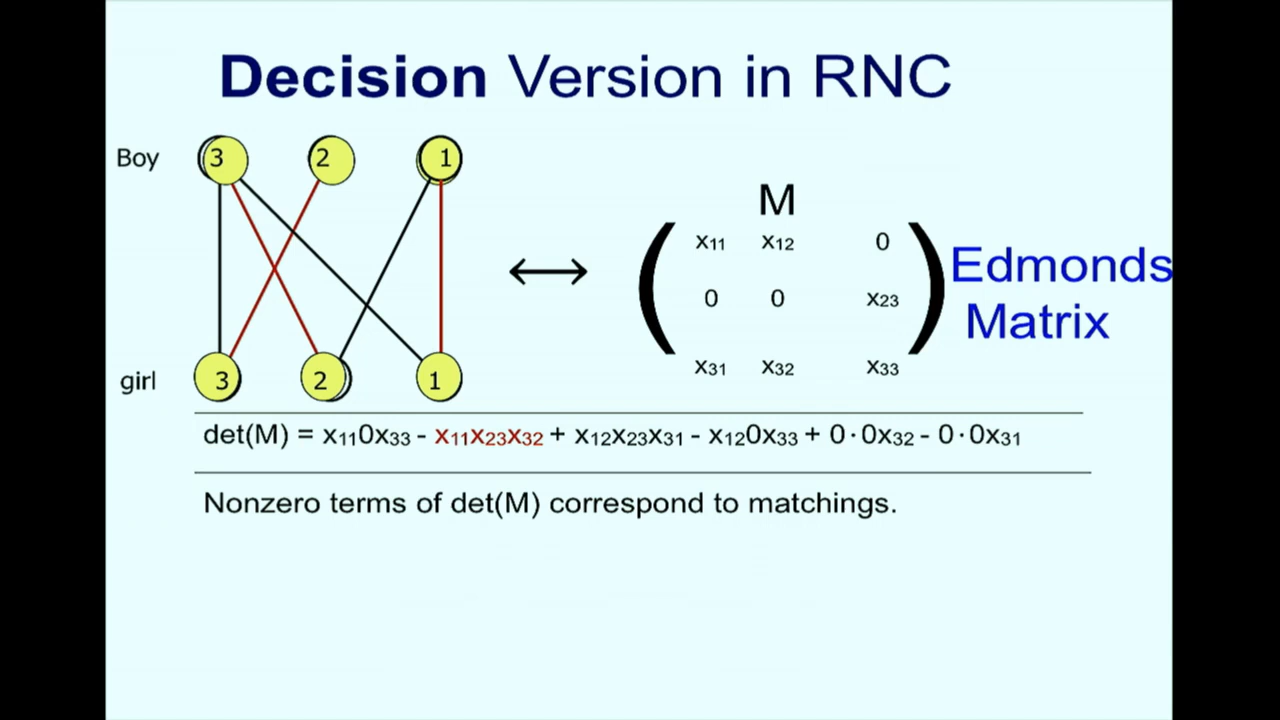 Decision Version in RNC
Boy 3 2 1
M
x₁₁ x₁₂ 0
0 0 x₂₃
x₃₁ x₃₂ x₃₃
Edmonds
Matrix
girl 3 2 1
det(M) = x₁₁0x₃₃ - x₁₁x₂₃x₃₂ + x₁₂x₂₃x₃₁ - x₁₂0x₃₃ + 0·0x₃₂ - 0·0x₃₁
Nonzero terms of det(M) correspond to matchings.